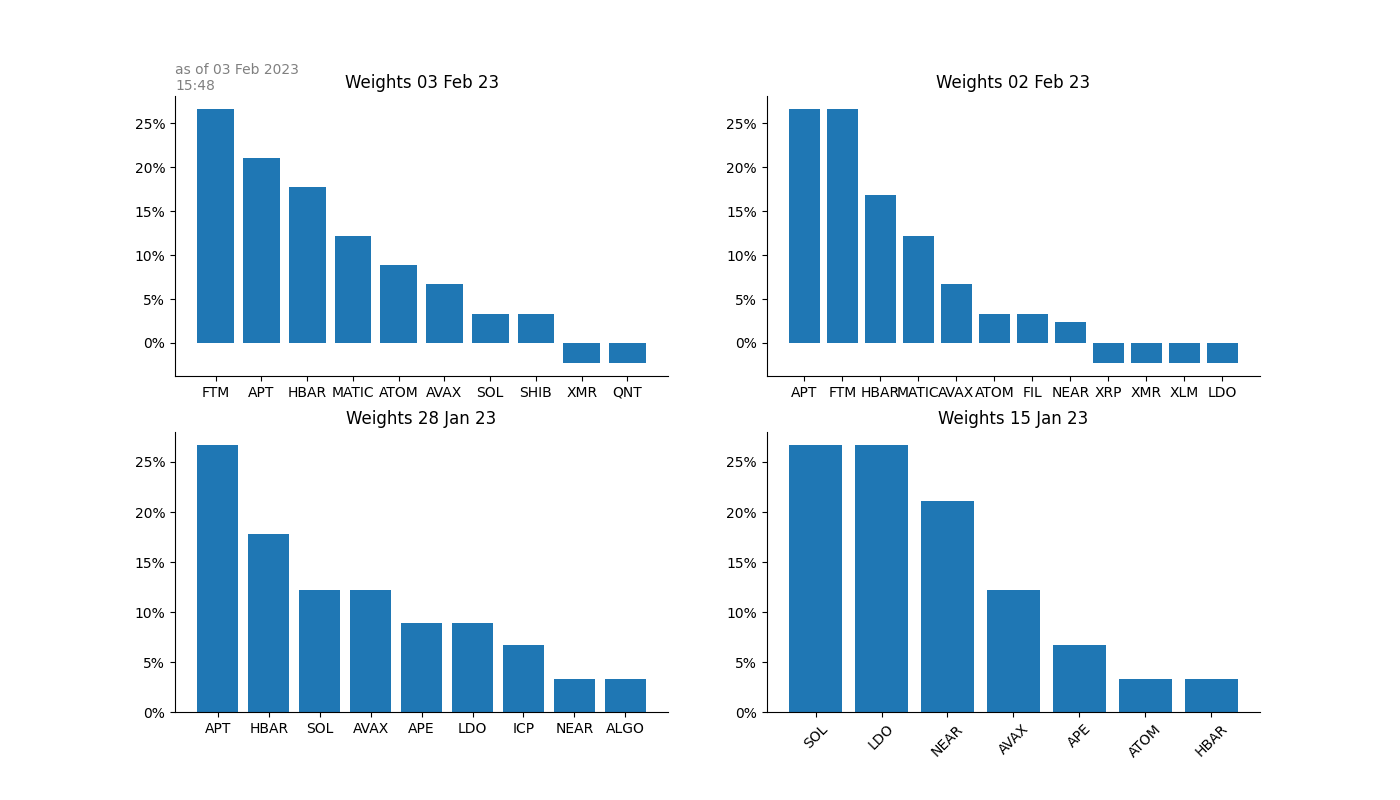 as of 03 Feb 2023
15:48
Weights 03 Feb 23
25%
20%
15%
10%
5%
0%
FTM APT HBAR MATIC ATOM AVAX SOL SHIB XMR QNT
Weights 02 Feb 23
25%
20%
15%
10%
5%
0%
APT FTM HBAR MATIC AVAX ATOM FIL NEAR XRP XMR XLM LDO
Weights 28 Jan 23
25%
20%
15%
10%
5%
0%
APT HBAR SOL AVAX APE LDO ICP NEAR ALGO
Weights 15 Jan 23
25%
20%
15%
10%
5%
0%
SOL LDO NEAR AVAX APE ATOM HBAR